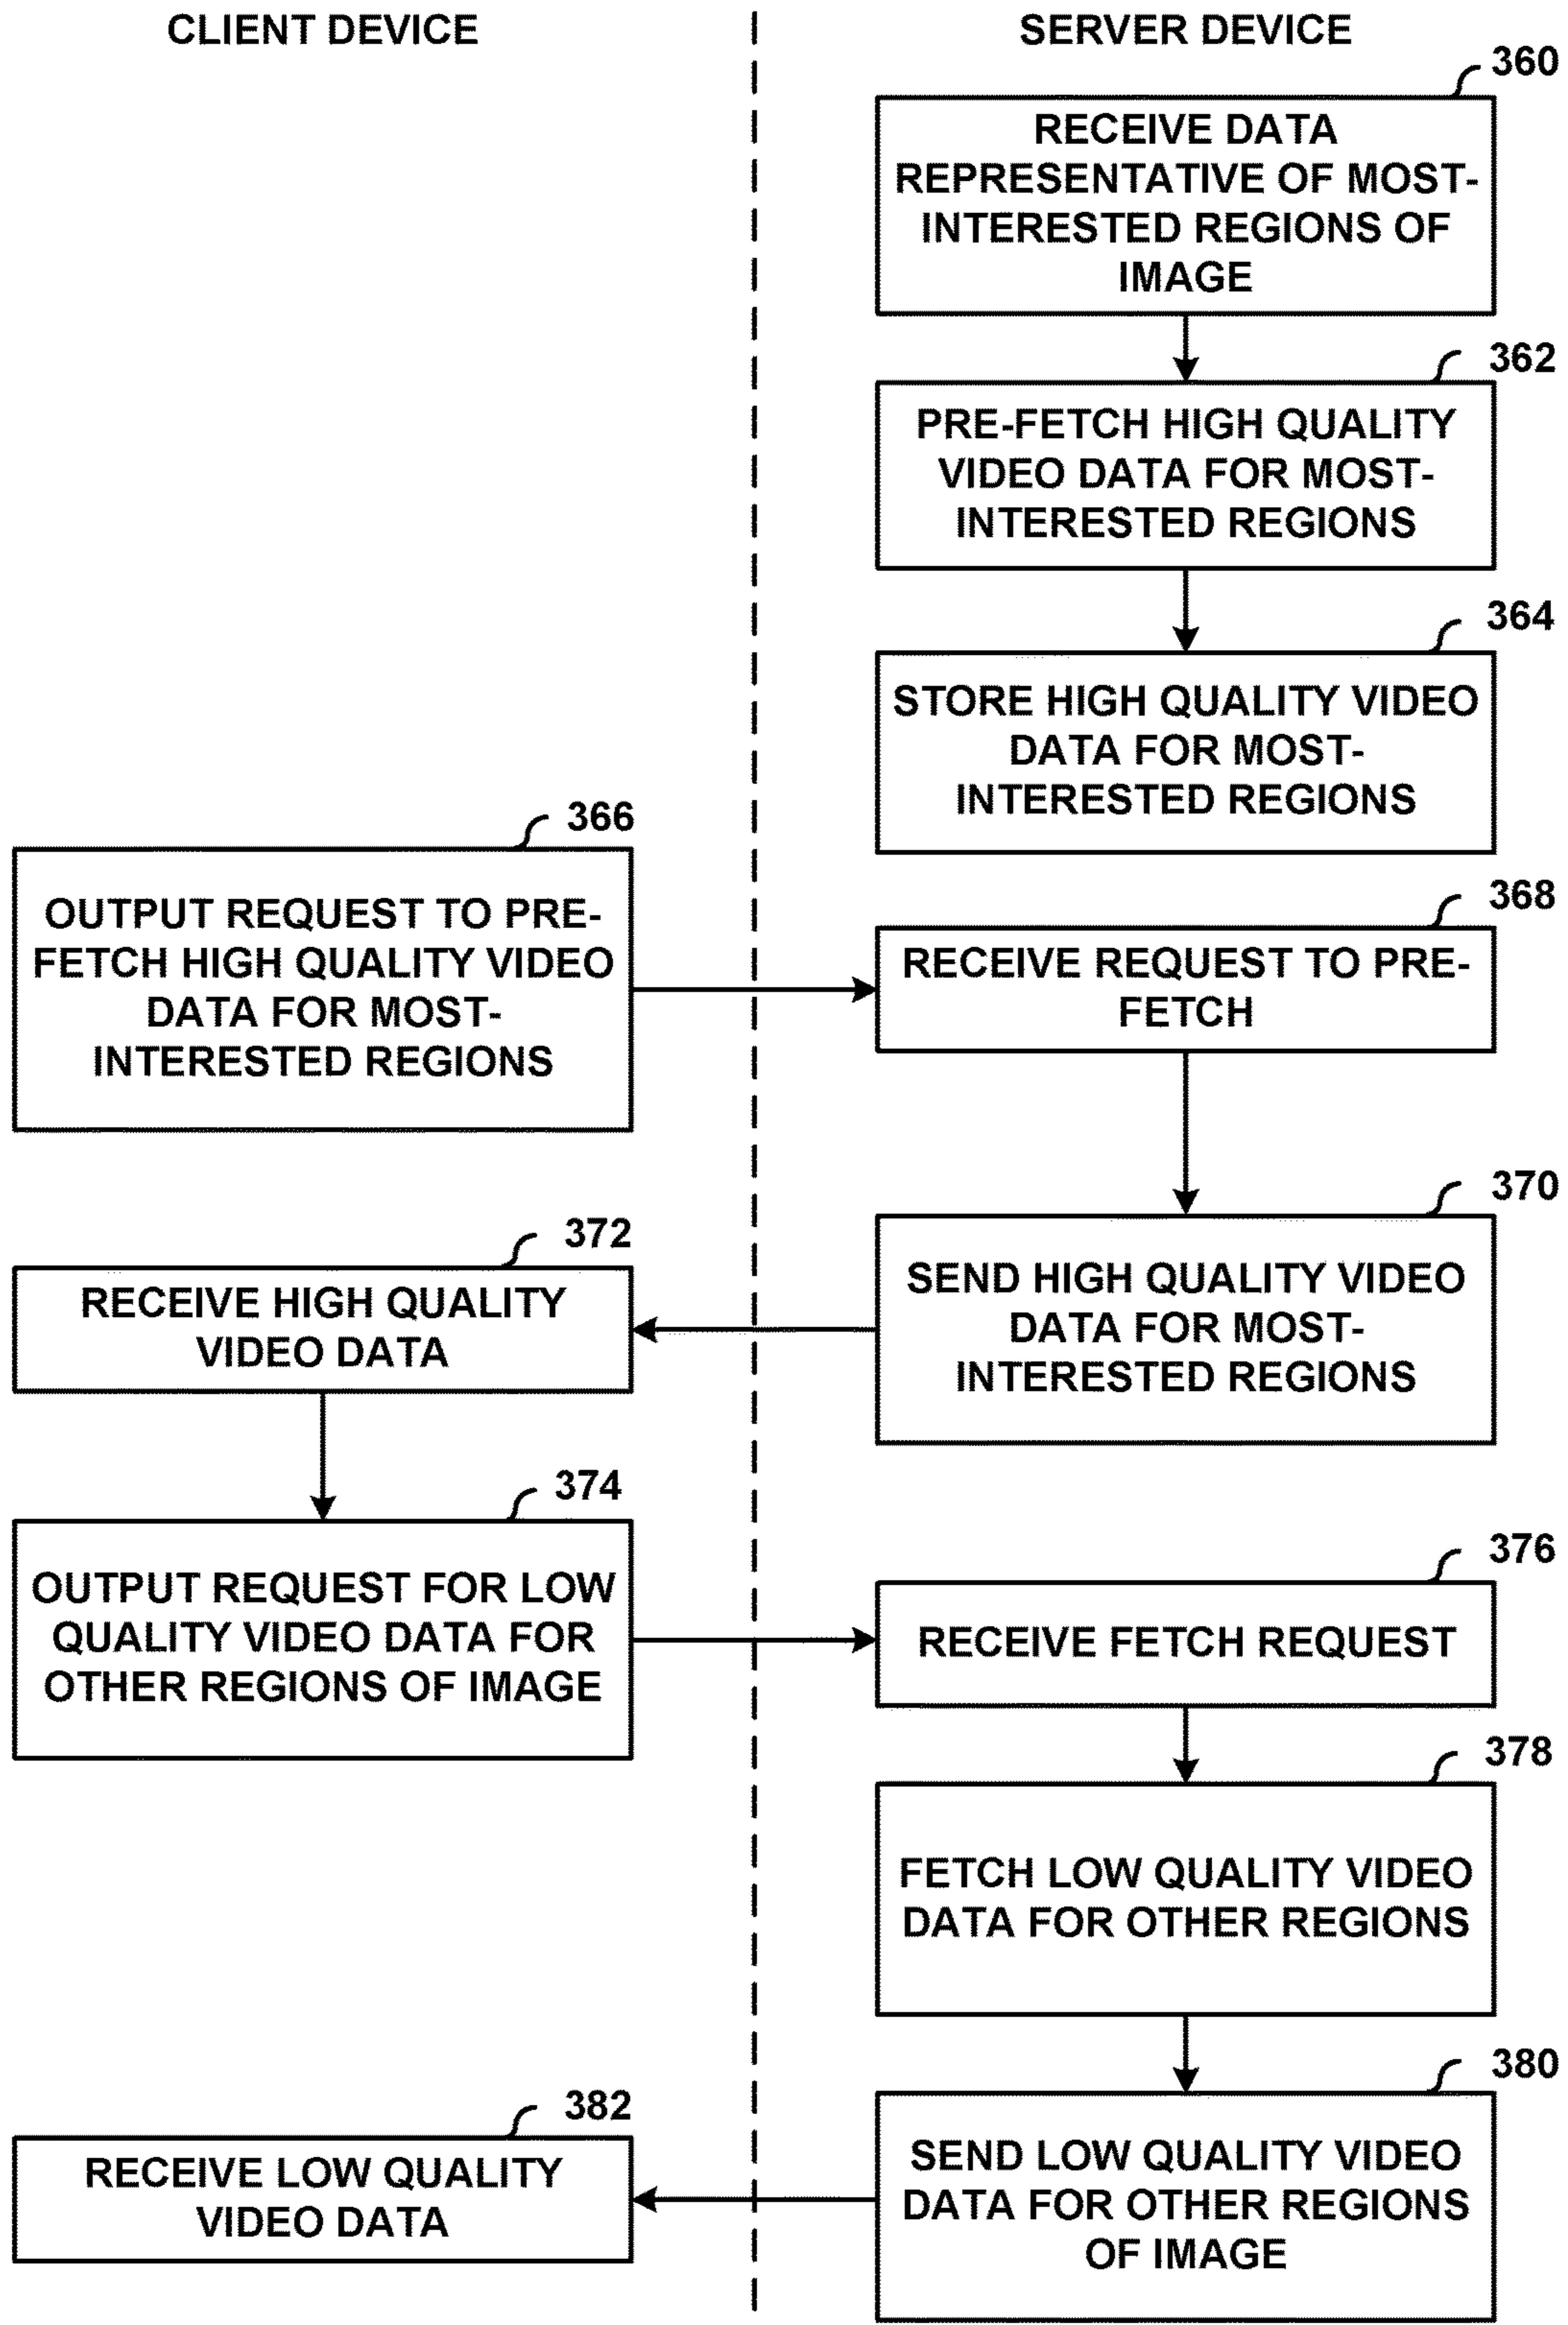 CLIENT DEVICE
SERVER DEVICE
360
RECEIVE DATA
REPRESENTATIVE OF MOST-
INTERESTED REGIONS OF
IMAGE
362
PRE-FETCH HIGH QUALITY
VIDEO DATA FOR MOST-
INTERESTED REGIONS
364
STORE HIGH QUALITY VIDEO
DATA FOR MOST-
INTERESTED REGIONS
366
OUTPUT REQUEST TO PRE-
FETCH HIGH QUALITY VIDEO
DATA FOR MOST-
INTERESTED REGIONS
368
RECEIVE REQUEST TO PRE-
FETCH
370
SEND HIGH QUALITY VIDEO
DATA FOR MOST-
INTERESTED REGIONS
372
RECEIVE HIGH QUALITY
VIDEO DATA
374
OUTPUT REQUEST FOR LOW
QUALITY VIDEO DATA FOR
OTHER REGIONS OF IMAGE
376
RECEIVE FETCH REQUEST
378
FETCH LOW QUALITY VIDEO
DATA FOR OTHER REGIONS
380
SEND LOW QUALITY VIDEO
DATA FOR OTHER REGIONS
OF IMAGE
382
RECEIVE LOW QUALITY
VIDEO DATA